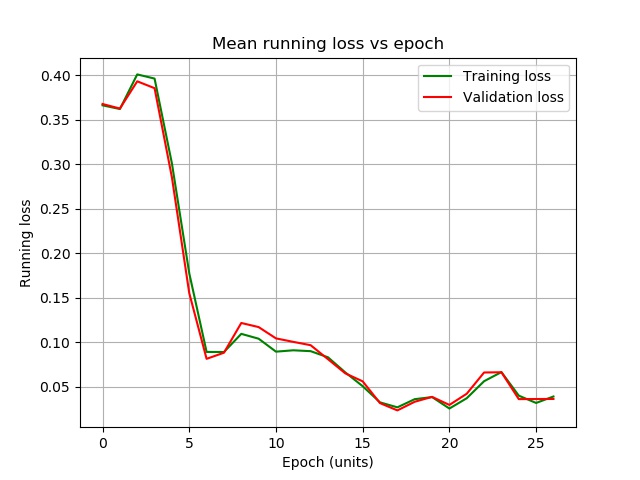 Mean running loss vs epoch
Training loss
Validation loss
0.40
0.35
0.30
0.25
0.20
0.15
0.10
0.05
Running loss
0 5 10 15 20 25
Epoch (units)